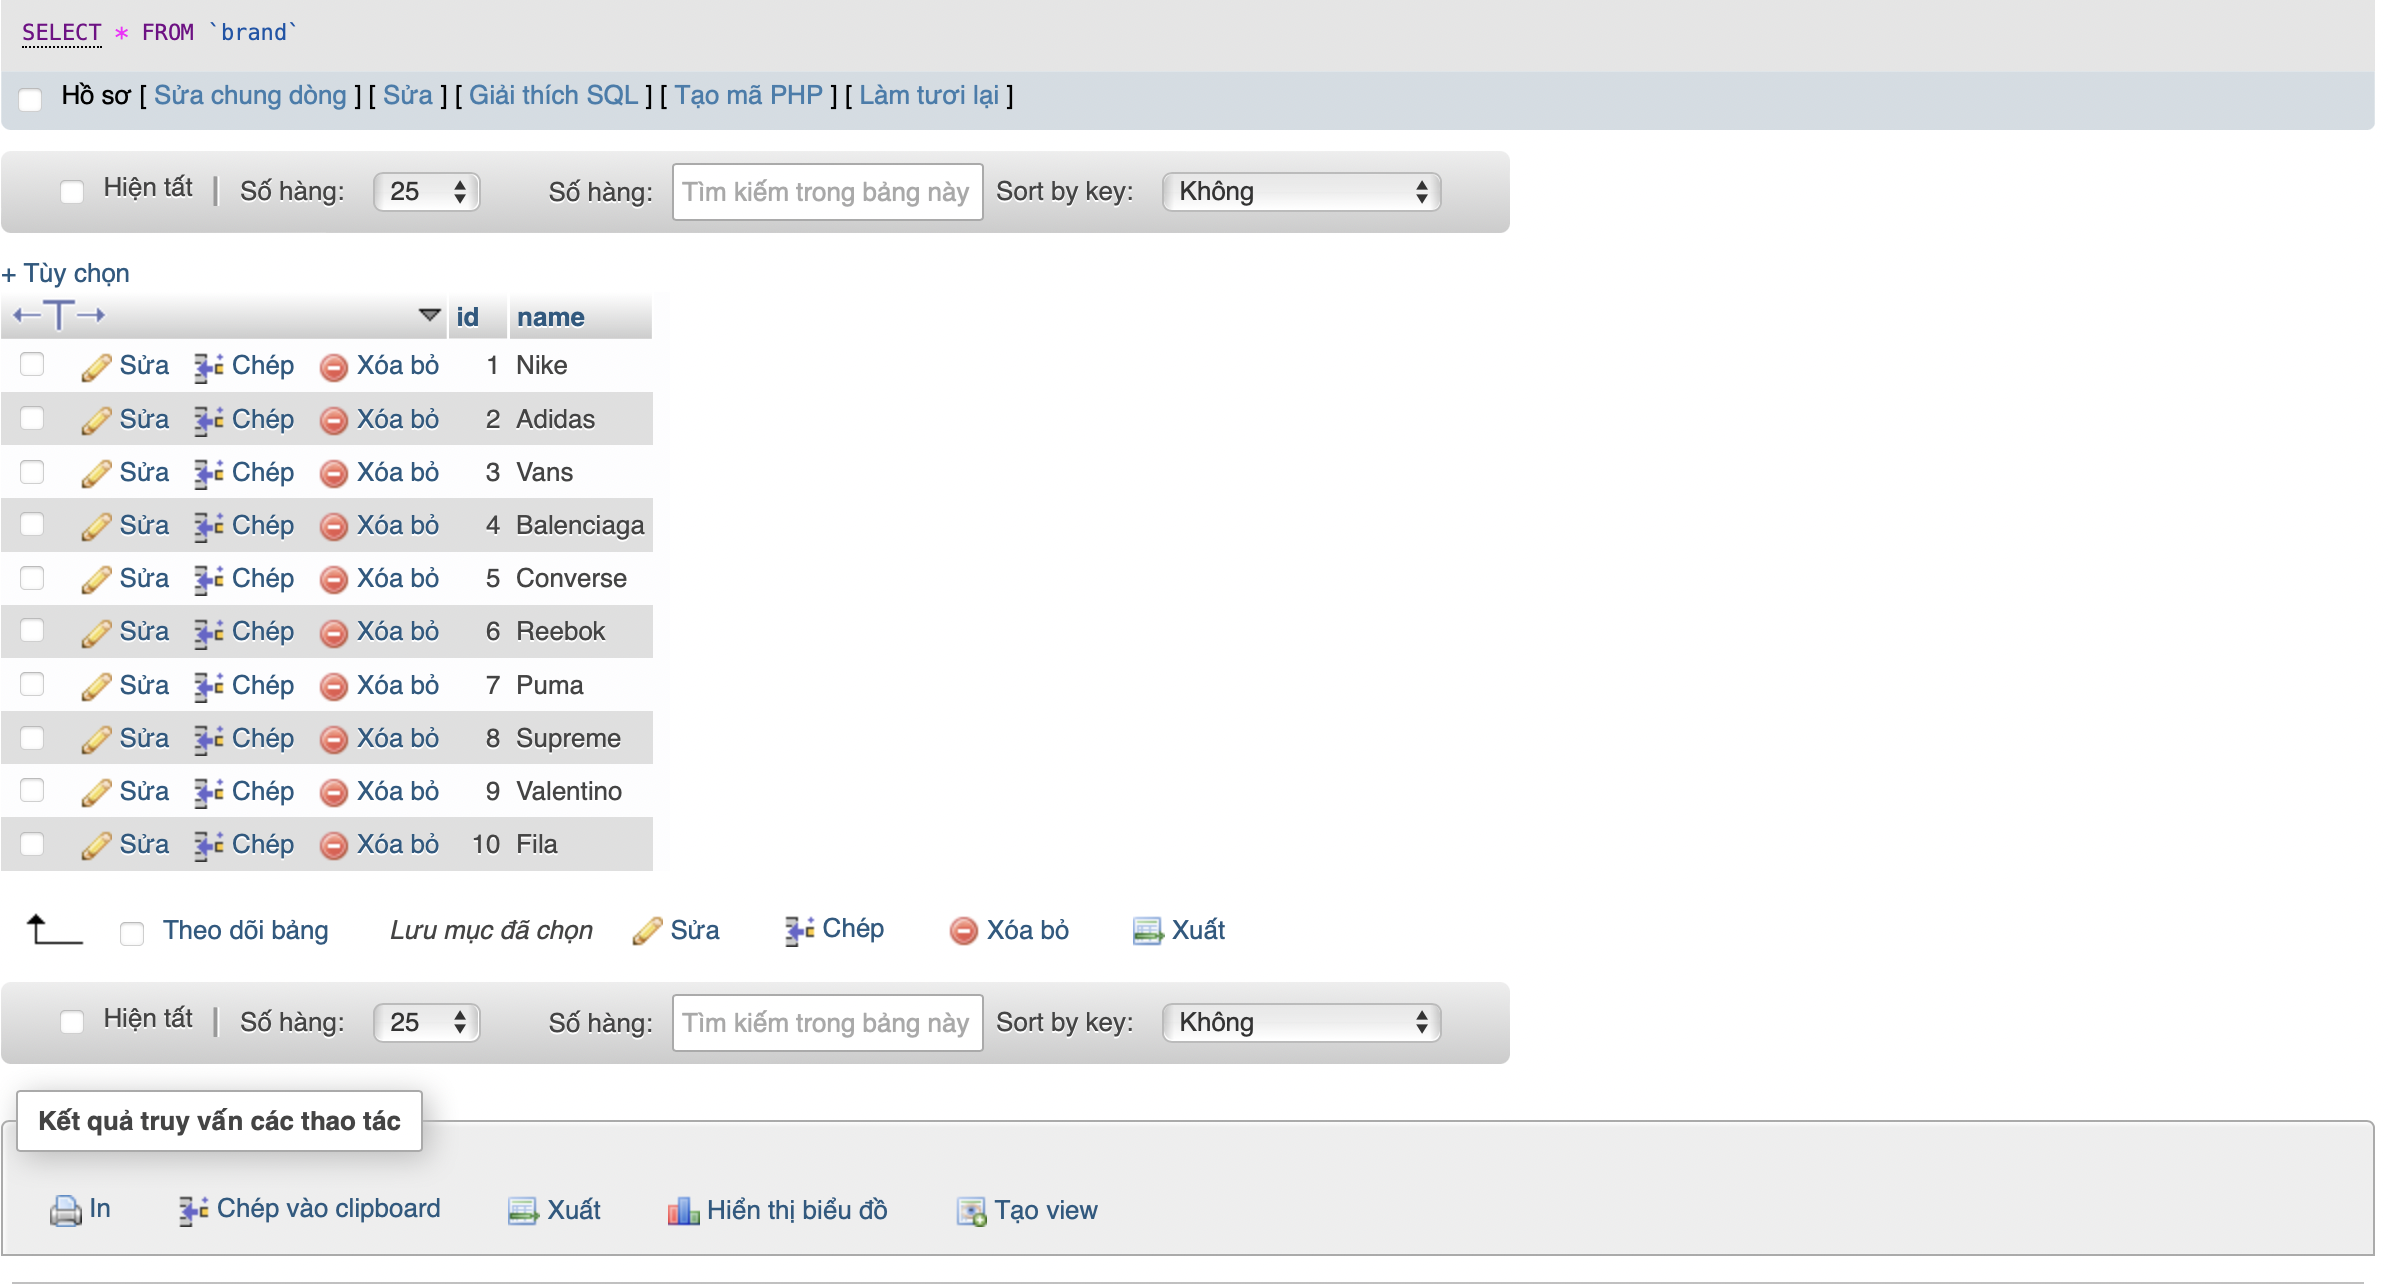 SELECT * FROM `brand`
Hồ sơ [ Sửa chung dòng ] [ Sửa ] [ Giải thích SQL ] [ Tạo mã PHP ] [ Làm tươi lại ]
Hiện tất | Số hàng: 25 Số hàng: Tìm kiếm trong bảng này Sort by key: Không
+ Tùy chọn
←T→ id name
Sửa Chép Xóa bỏ 1 Nike
Sửa Chép Xóa bỏ 2 Adidas
Sửa Chép Xóa bỏ 3 Vans
Sửa Chép Xóa bỏ 4 Balenciaga
Sửa Chép Xóa bỏ 5 Converse
Sửa Chép Xóa bỏ 6 Reebok
Sửa Chép Xóa bỏ 7 Puma
Sửa Chép Xóa bỏ 8 Supreme
Sửa Chép Xóa bỏ 9 Valentino
Sửa Chép Xóa bỏ 10 Fila
Theo dõi bảng Lưu mục đã chọn Sửa Chép Xóa bỏ Xuất
Hiện tất | Số hàng: 25 Số hàng: Tìm kiếm trong bảng này Sort by key: Không
Kết quả truy vấn các thao tác
In Chép vào clipboard Xuất Hiển thị biểu đồ Tạo view